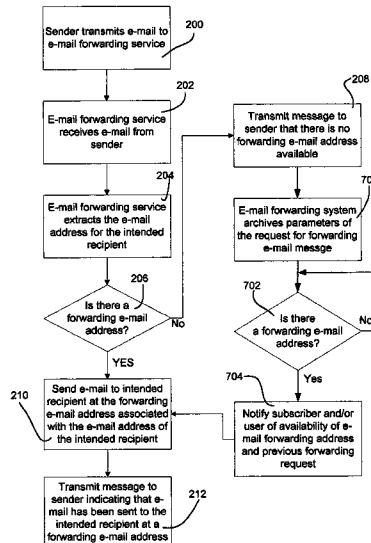 Sender transmits e-mail to
e-mail forwarding service
200
202
E-mail forwarding service
receives e-mail from
sender
204
E-mail forwarding service
extracts the e-mail
address for the intended
recipient
206
Is there a
forwarding e-mail
address?
No
YES
210
Send e-mail to intended
recipient at the forwarding
e-mail address associated
with the e-mail address of
the intended recipient
Transmit message to
sender indicating that e-
mail has been sent to the
intended recipient at a
forwarding e-mail address
212
208
Transmit message to
sender that there is no
forwarding e-mail address
available
E-mail forwarding system
archives parameters of
the request for forwarding
e-mail messge
702
Is there
a forwarding e-mail
address?
No
Yes
704
Notify subscriber and/or
user of availability of e-
mail forwarding address
and previous forwarding
request